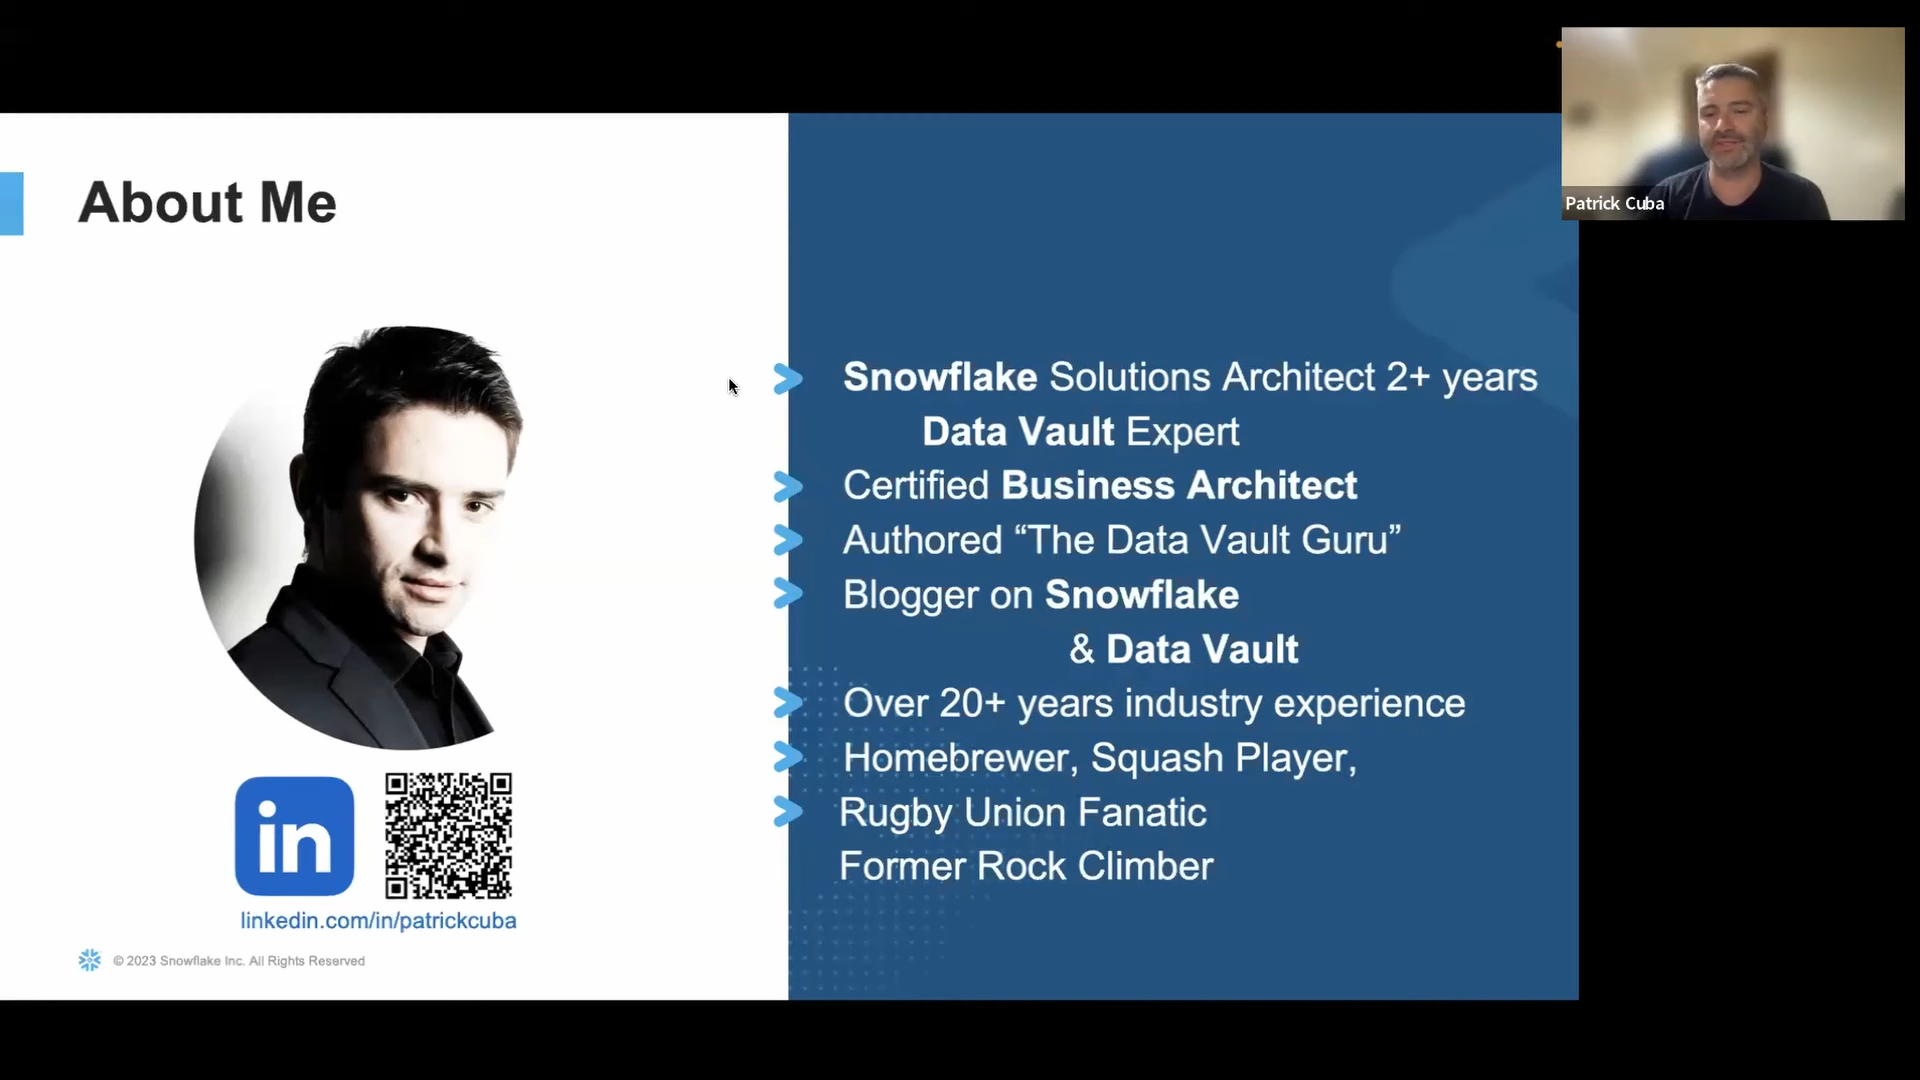 Patrick Cuba
About Me
Snowflake Solutions Architect 2+ years
Data Vault Expert
Certified Business Architect
Authored “The Data Vault Guru”
Blogger on Snowflake
& Data Vault
Over 20+ years industry experience
Homebrewer, Squash Player,
Rugby Union Fanatic
Former Rock Climber
in
linkedin.com/in/patrickcuba
© 2023 Snowflake Inc. All Rights Reserved